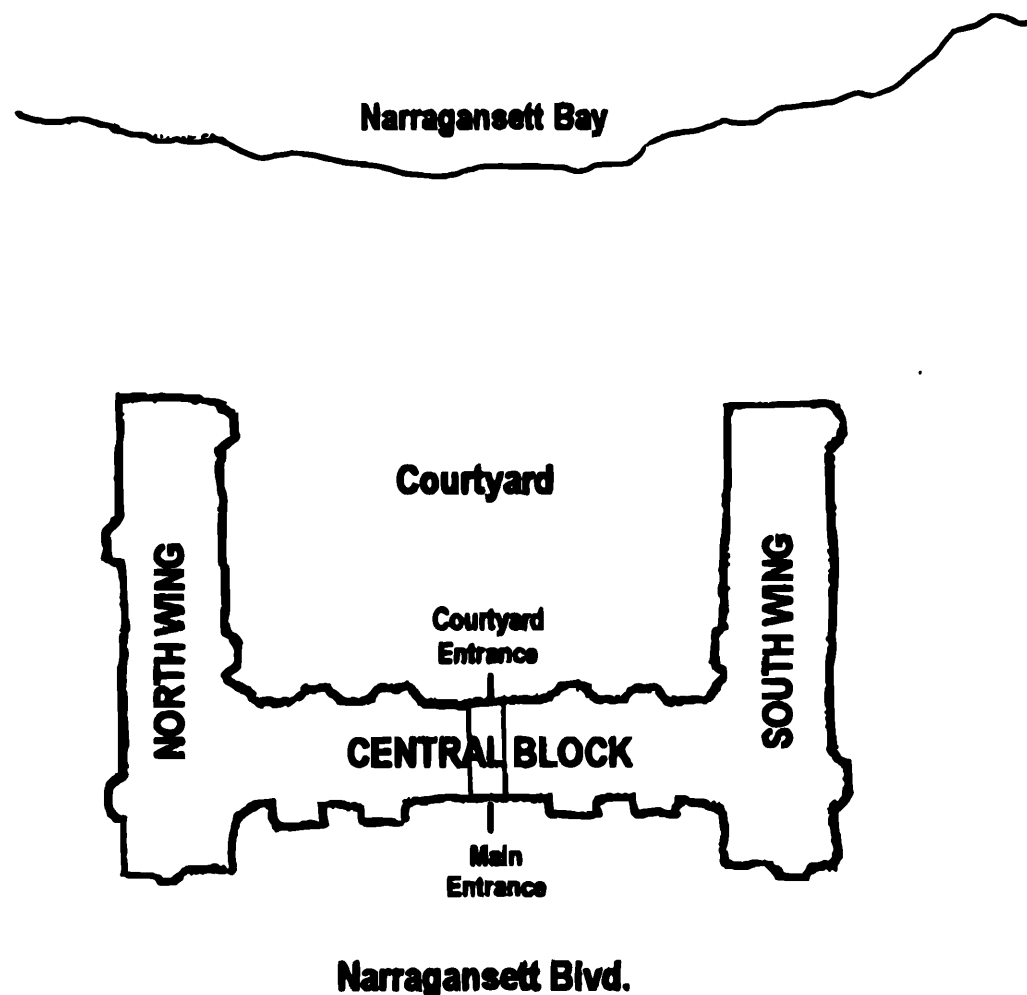 Narragansett Bay
Courtyard
NORTH WING
SOUTH WING
Courtyard
Entrance
CENTRAL BLOCK
Main
Entrance
Narragansett Blvd.